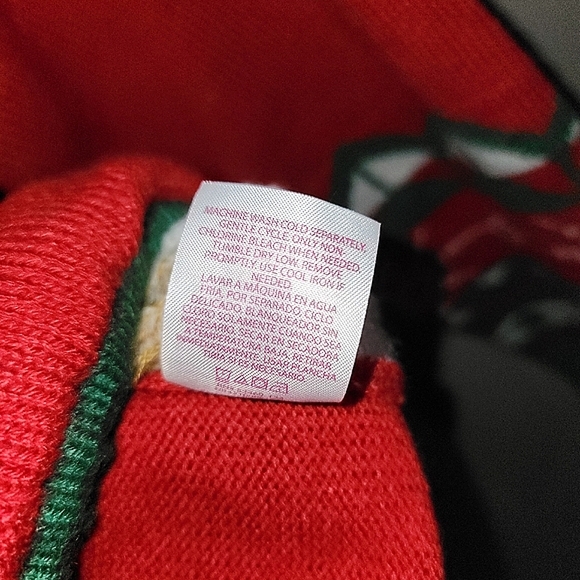 MACHINE WASH COLD SEPARATELY,
GENTLE CYCLE. ONLY NON-
CHLORINE BLEACH WHEN NEEDED.
TUMBLE DRY LOW. REMOVE
PROMPTLY. USE COOL IRON IF
NEEDED.
LAVAR A MÁQUINA EN AGUA
FRÍA, POR SEPARADO, CICLO
DELICADO. BLANQUEADOR SIN
CLORO SOLAMENTE CUANDO SEA
NECESARIO. SECAR EN SECADORA
A TEMPERATURA BAJA. RETIRAR
INMEDIATAMENTE. USAR PLANCHA
TIBIA DE NECESARIO.